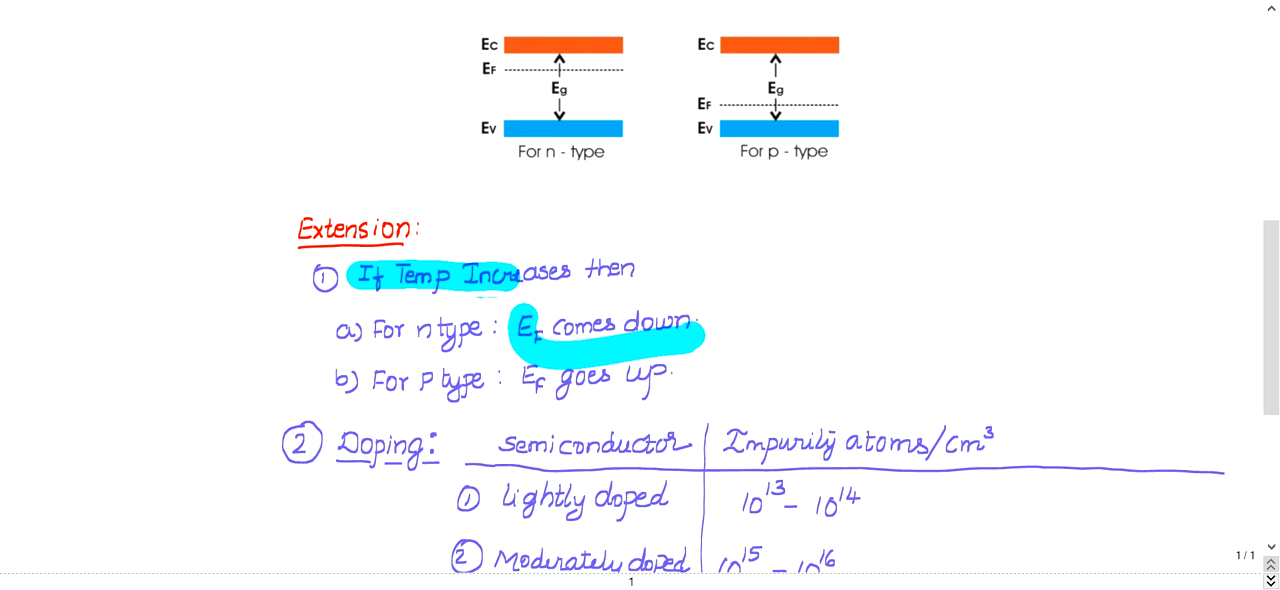 Ec Ec
EF
Eg Eg
EF
Ev Ev
For n - type For p - type
Extension:
① If Temp Increases then
a) For n type : EF comes down.
b) For P type : EF goes up.
② Doping: semiconductor Impurity atoms/cm³
① lightly doped 10¹³ - 10¹⁴
② Moderately doped 10¹⁵ - 10¹⁶
1 / 1
1